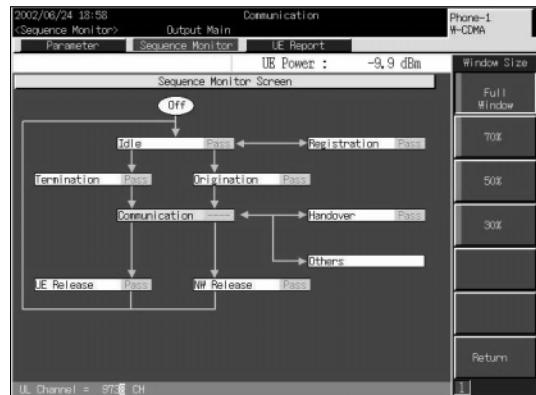 2002/06/24 18:58 Communication Phone-1
<Sequence Monitor> Output Main W-CDMA
Parameter Sequence Monitor UE Report
UE Power : -9.9 dBm Window Size
Sequence Monitor Screen
Full
Window
Off
70%
Idle Pass Registration Pass
Termination Pass Origination Pass
50%
Communication ---- Handover Pass
30%
Others
UE Release Pass NW Release Pass
Return
UL Channel = 9738 CH 1